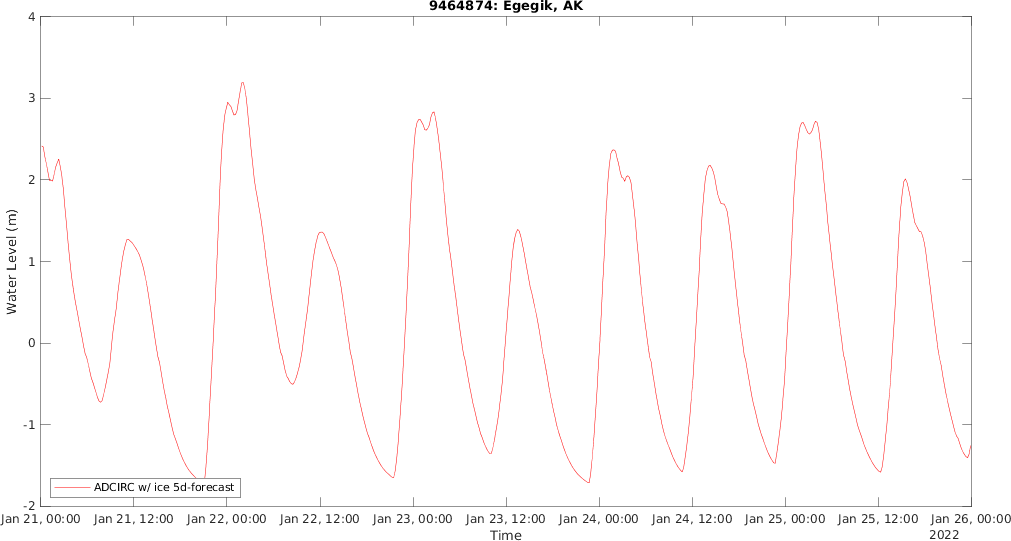 9464874: Egegik, AK
4
3
2
1
0
-1
-2
Water Level (m)
ADCIRC w/ ice 5d-forecast
Jan 21, 00:00 Jan 21, 12:00 Jan 22, 00:00 Jan 22, 12:00 Jan 23, 00:00 Jan 23, 12:00 Jan 24, 00:00 Jan 24, 12:00 Jan 25, 00:00 Jan 25, 12:00 Jan 26, 00:00
Time
2022